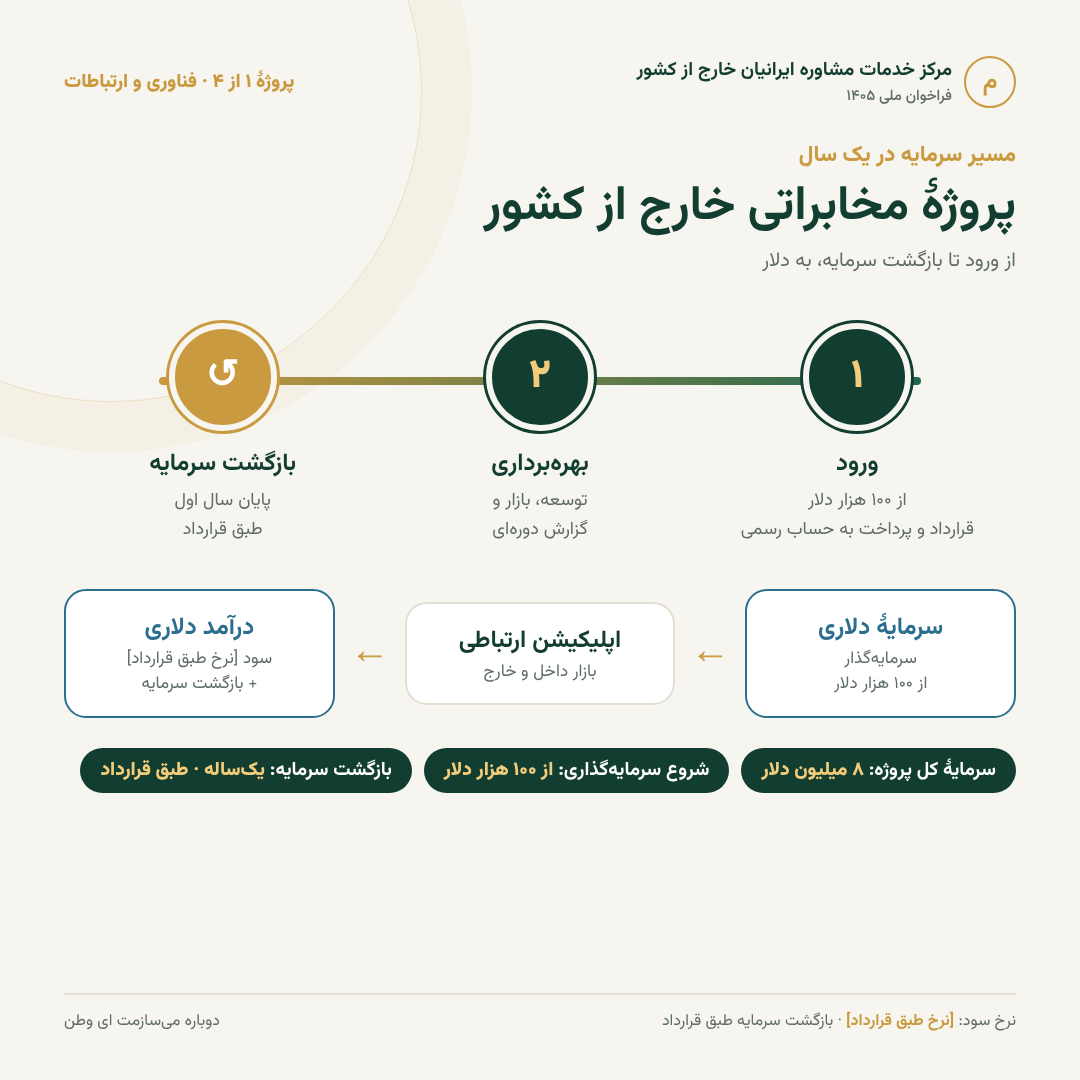 م
مرکز خدمات مشاوره ایرانیان خارج از کشور
فراخوان ملی ۱۴۰۵
پروژهٔ ۱ از ۴ · فناوری و ارتباطات
مسیر سرمایه در یک سال
پروژهٔ مخابراتی خارج از کشور
از ورود تا بازگشت سرمایه، به دلار
۱
ورود
از ۱۰۰ هزار دلار
قرارداد و پرداخت به حساب رسمی
۲
بهره‌برداری
توسعه، بازار و
گزارش دوره‌ای
↺
بازگشت سرمایه
پایان سال اول
طبق قرارداد
سرمایهٔ دلاری
سرمایه‌گذار
از ۱۰۰ هزار دلار
←
اپلیکیشن ارتباطی
بازار داخل و خارج
←
درآمد دلاری
سود [نرخ طبق قرارداد]
+ بازگشت سرمایه
سرمایهٔ کل پروژه: ۸ میلیون دلار
شروع سرمایه‌گذاری: از ۱۰۰ هزار دلار
بازگشت سرمایه: یک‌ساله · طبق قرارداد
نرخ سود: [نرخ طبق قرارداد] · بازگشت سرمایه طبق قرارداد
دوباره می‌سازمت ای وطن